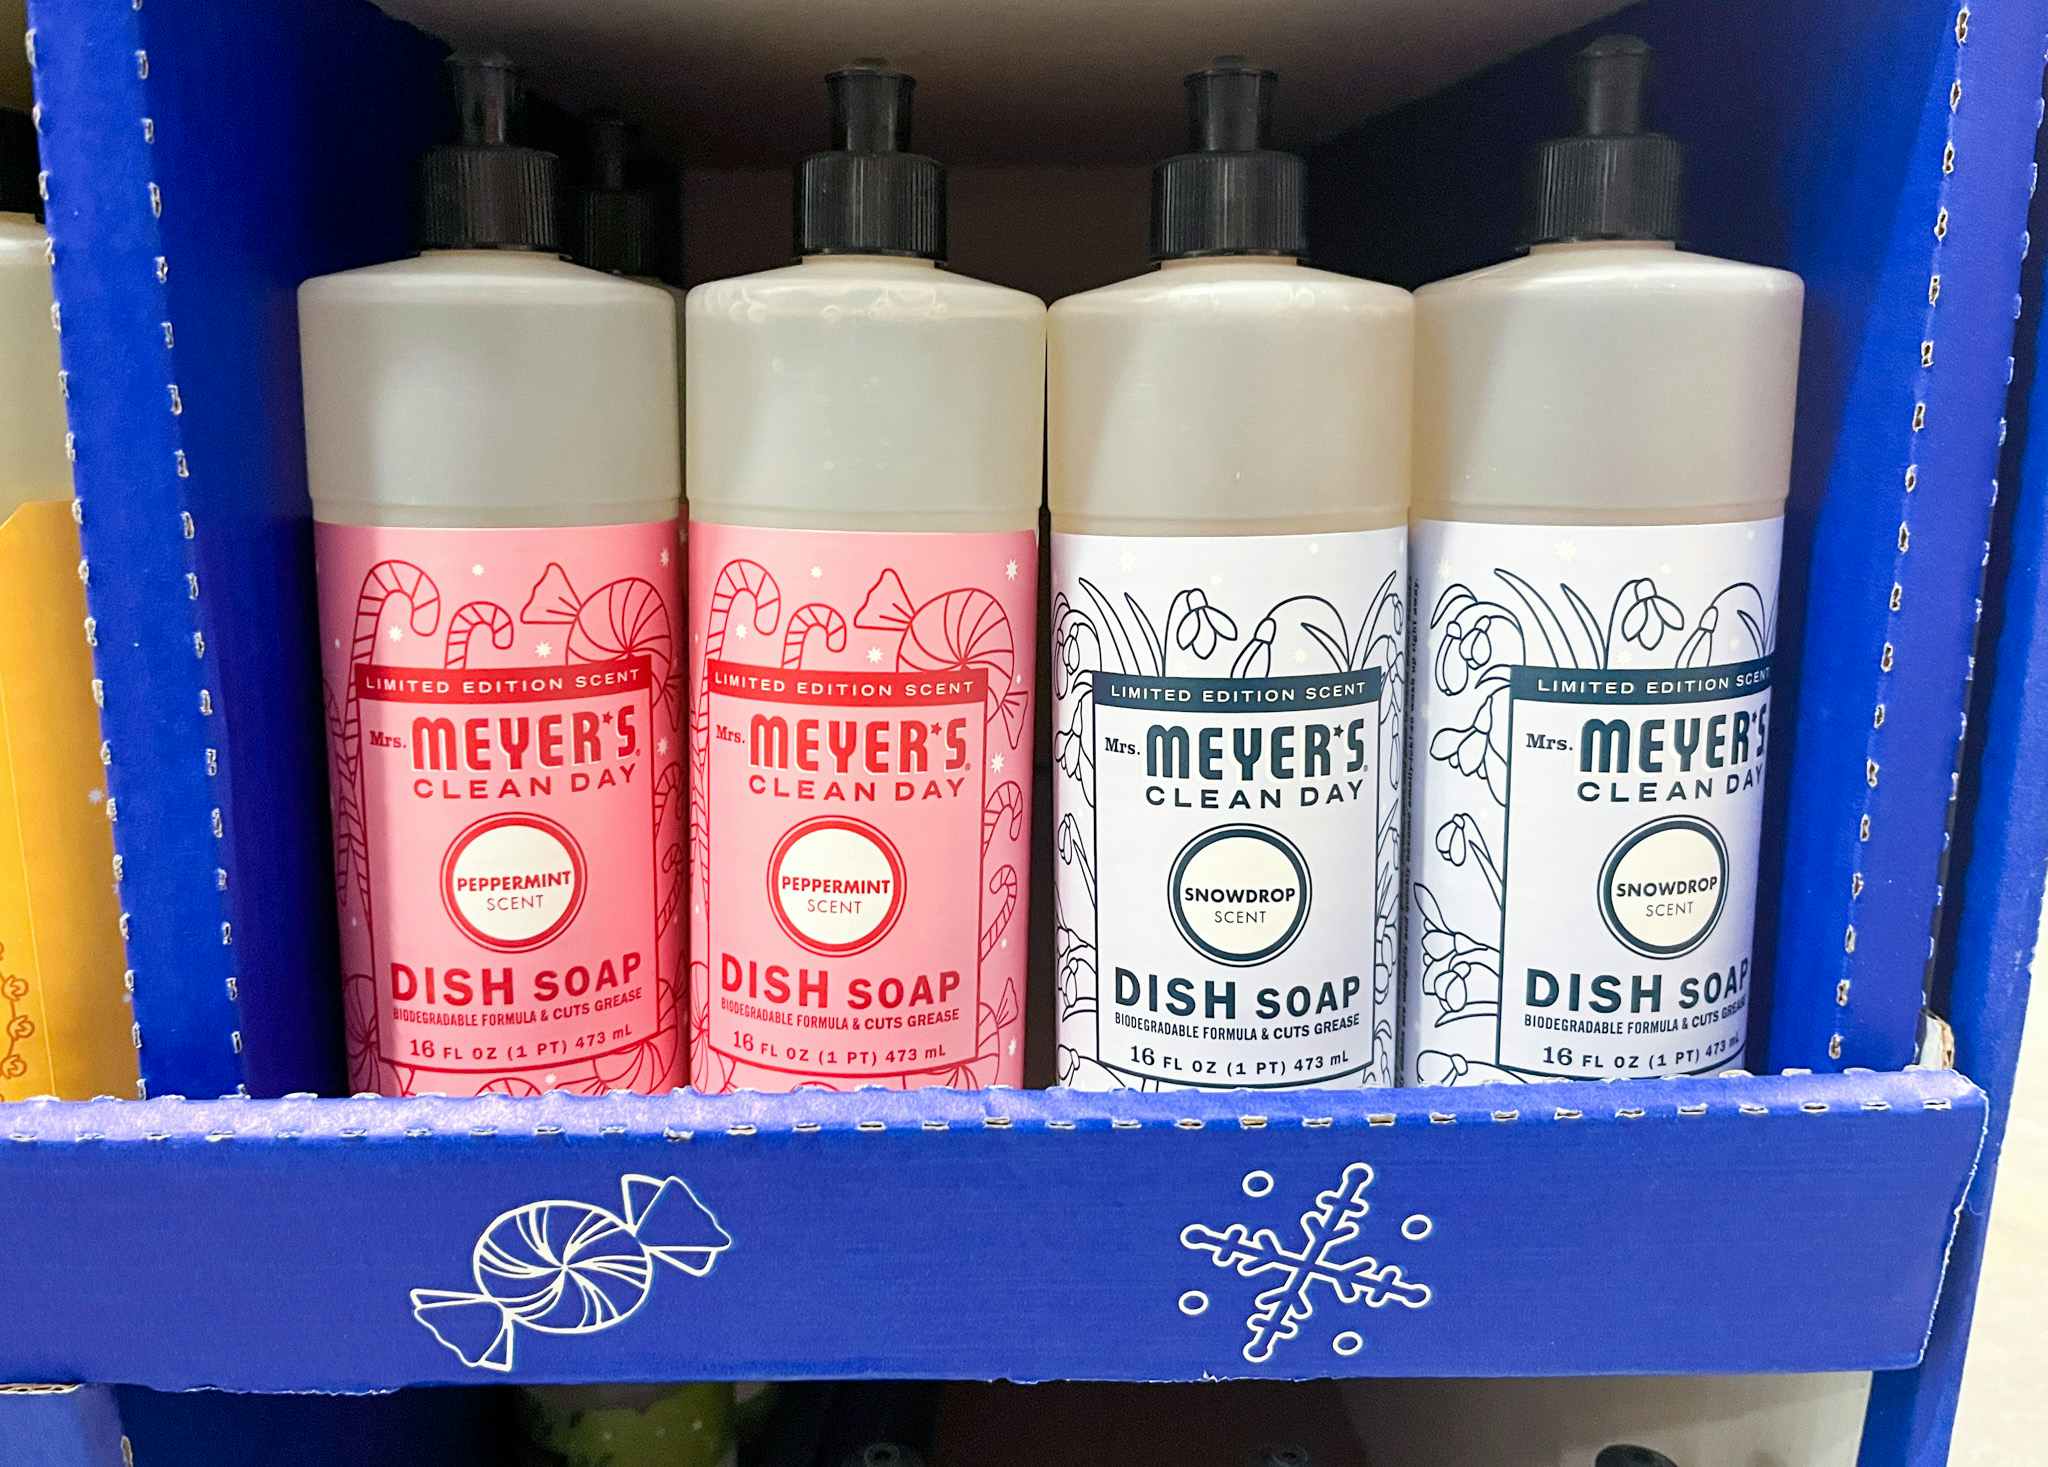 LIMITED EDITION SCENT
Mrs. MEYER'S
CLEAN DAY
PEPPERMINT
SCENT
DISH SOAP
BIODEGRADABLE FORMULA & CUTS GREASE
16 FL OZ (1 PT) 473 mL
LIMITED EDITION SCENT
Mrs. MEYER'S
CLEAN DAY
PEPPERMINT
SCENT
DISH SOAP
BIODEGRADABLE FORMULA & CUTS GREASE
16 FL OZ (1 PT) 473 mL
LIMITED EDITION SCENT
Mrs. MEYER'S
CLEAN DAY
SNOWDROP
SCENT
DISH SOAP
BIODEGRADABLE FORMULA & CUTS GREASE
16 FL OZ (1 PT) 473 mL
LIMITED EDITION SCENT
Mrs. MEYER'S
CLEAN DAY
SNOWDROP
SCENT
DISH SOAP
BIODEGRADABLE FORMULA & CUTS GREASE
16 FL OZ (1 PT) 473 mL